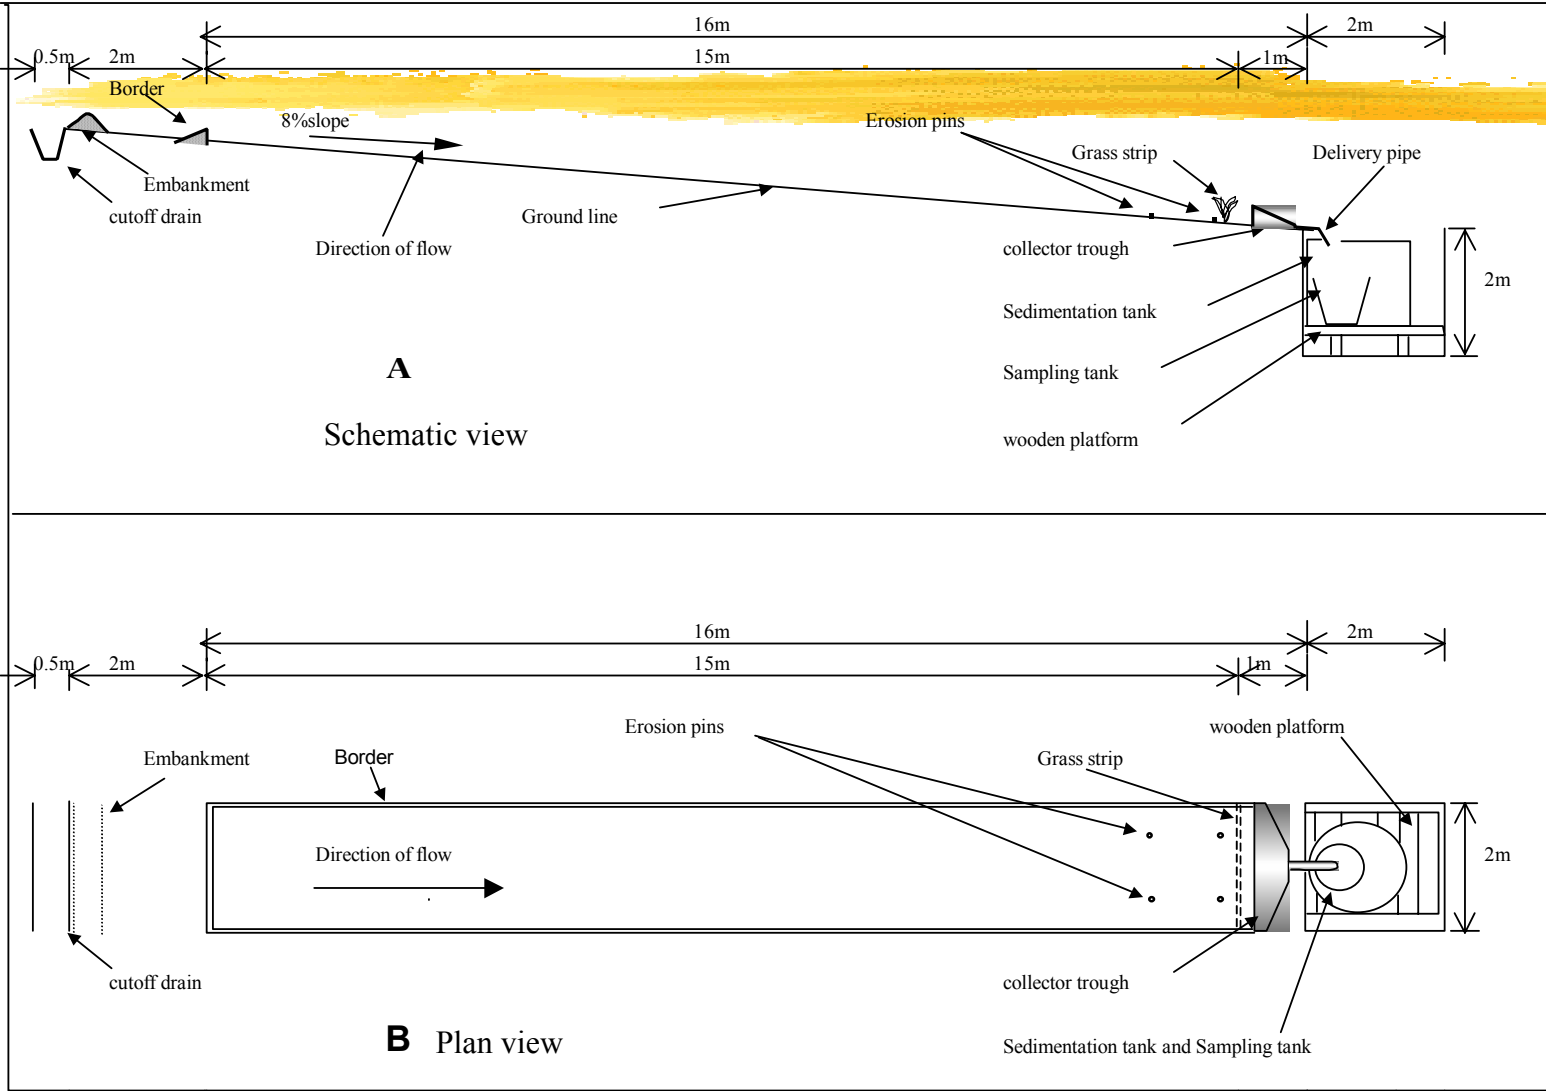 16m
2m
0.5m
2m
15m
1m
Border
8%slope
Erosion pins
Grass strip
Delivery pipe
Embankment
cutoff drain
Ground line
Direction of flow
collector trough
2m
Sedimentation tank
A
Sampling tank
Schematic view
wooden platform
16m
2m
0.5m
2m
15m
1m
Erosion pins
wooden platform
Embankment
Border
Grass strip
Direction of flow
2m
cutoff drain
collector trough
B Plan view
Sedimentation tank and Sampling tank